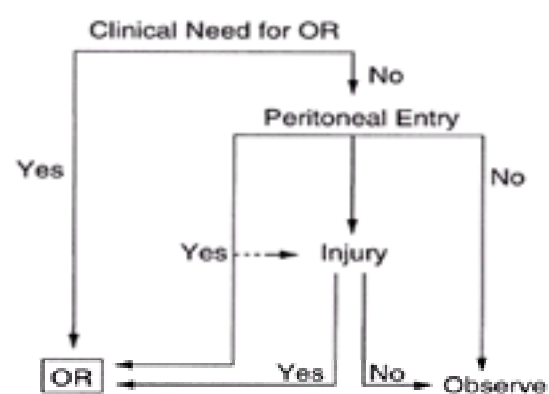 Clinical Need for OR
No
Peritoneal Entry
Yes
No
Yes
Injury
OR
Yes
No
Observe